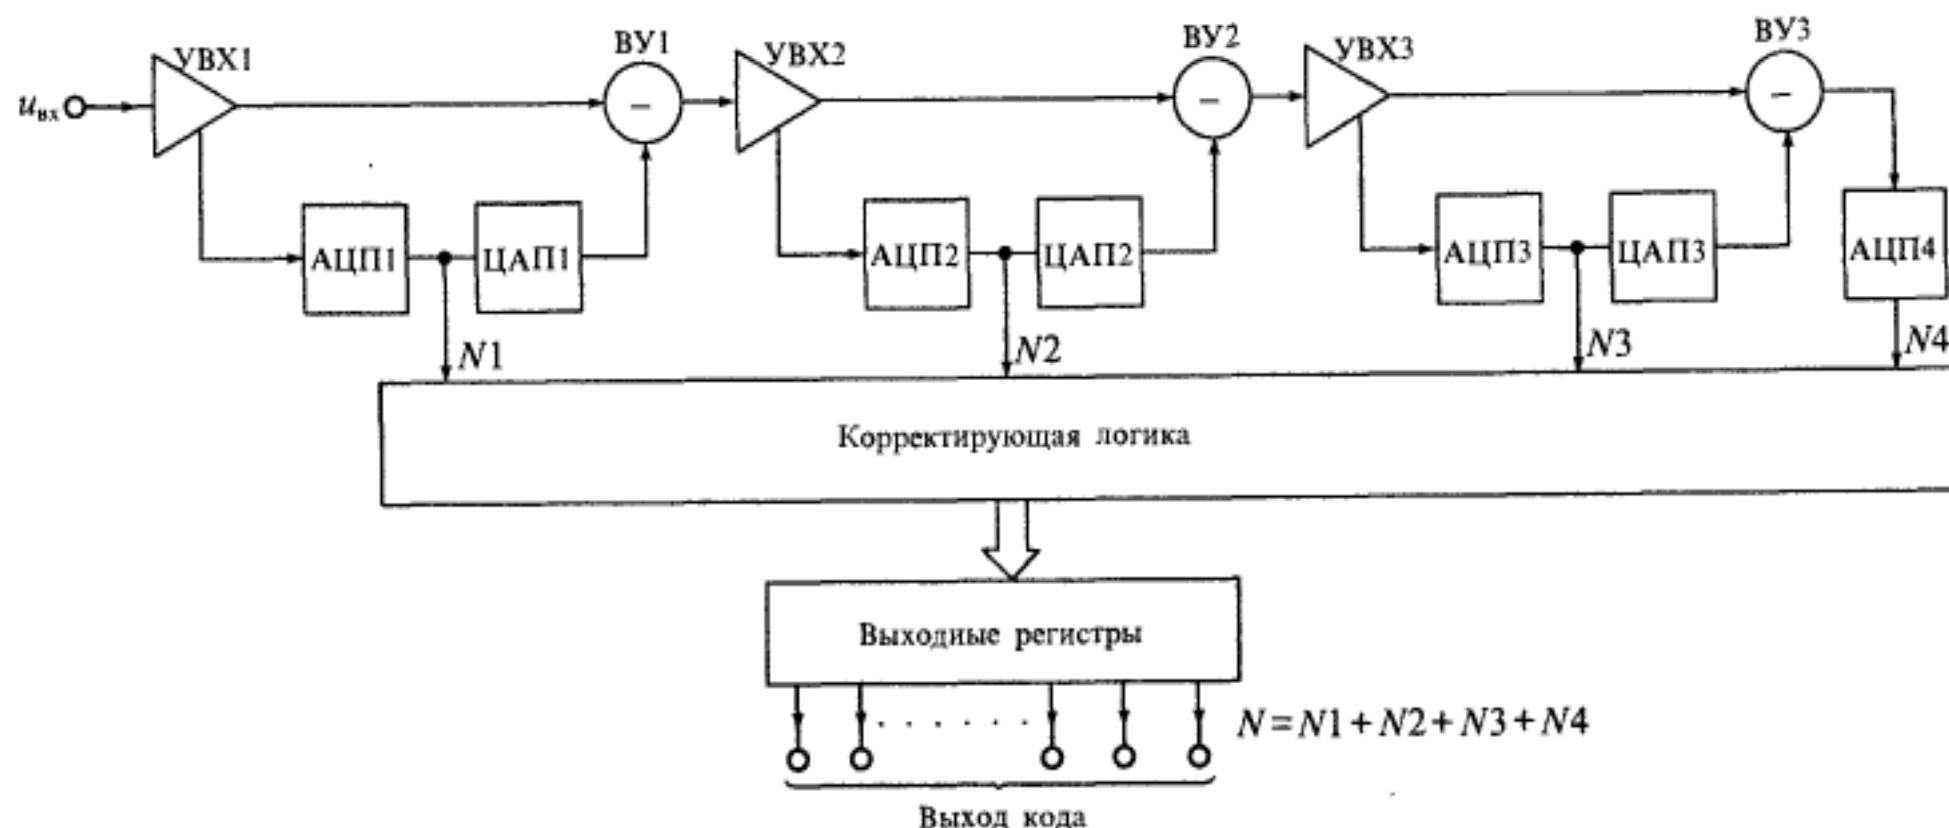 УВХ1
ВУ1
УВХ2
ВУ2
УВХ3
ВУ3
uвх
–
–
–
АЦП1
ЦАП1
АЦП2
ЦАП2
АЦП3
ЦАП3
АЦП4
N1
N2
N3
N4
Корректирующая логика
Выходные регистры
. . . . . .
N=N1+N2+N3+N4
Выход кода